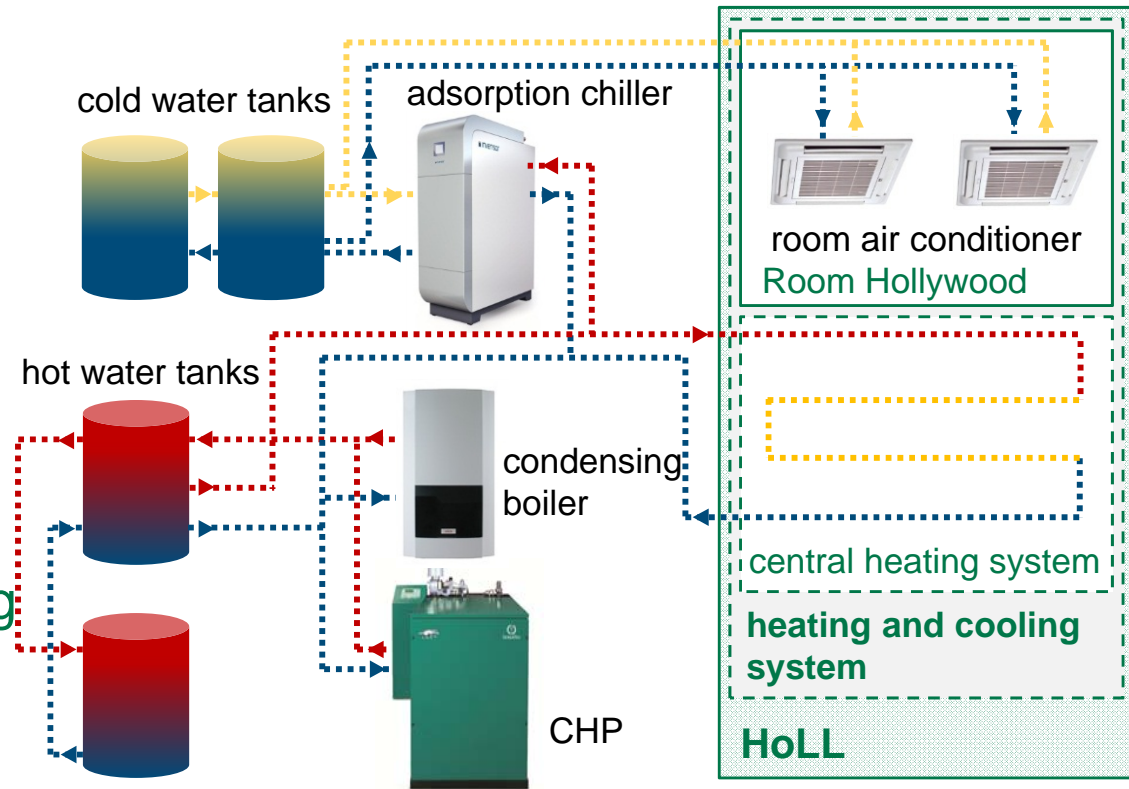 cold water tanks
adsorption chiller
room air conditioner
Room Hollywood
hot water tanks
condensing
boiler
central heating system
g
heating and cooling
system
CHP
HoLL